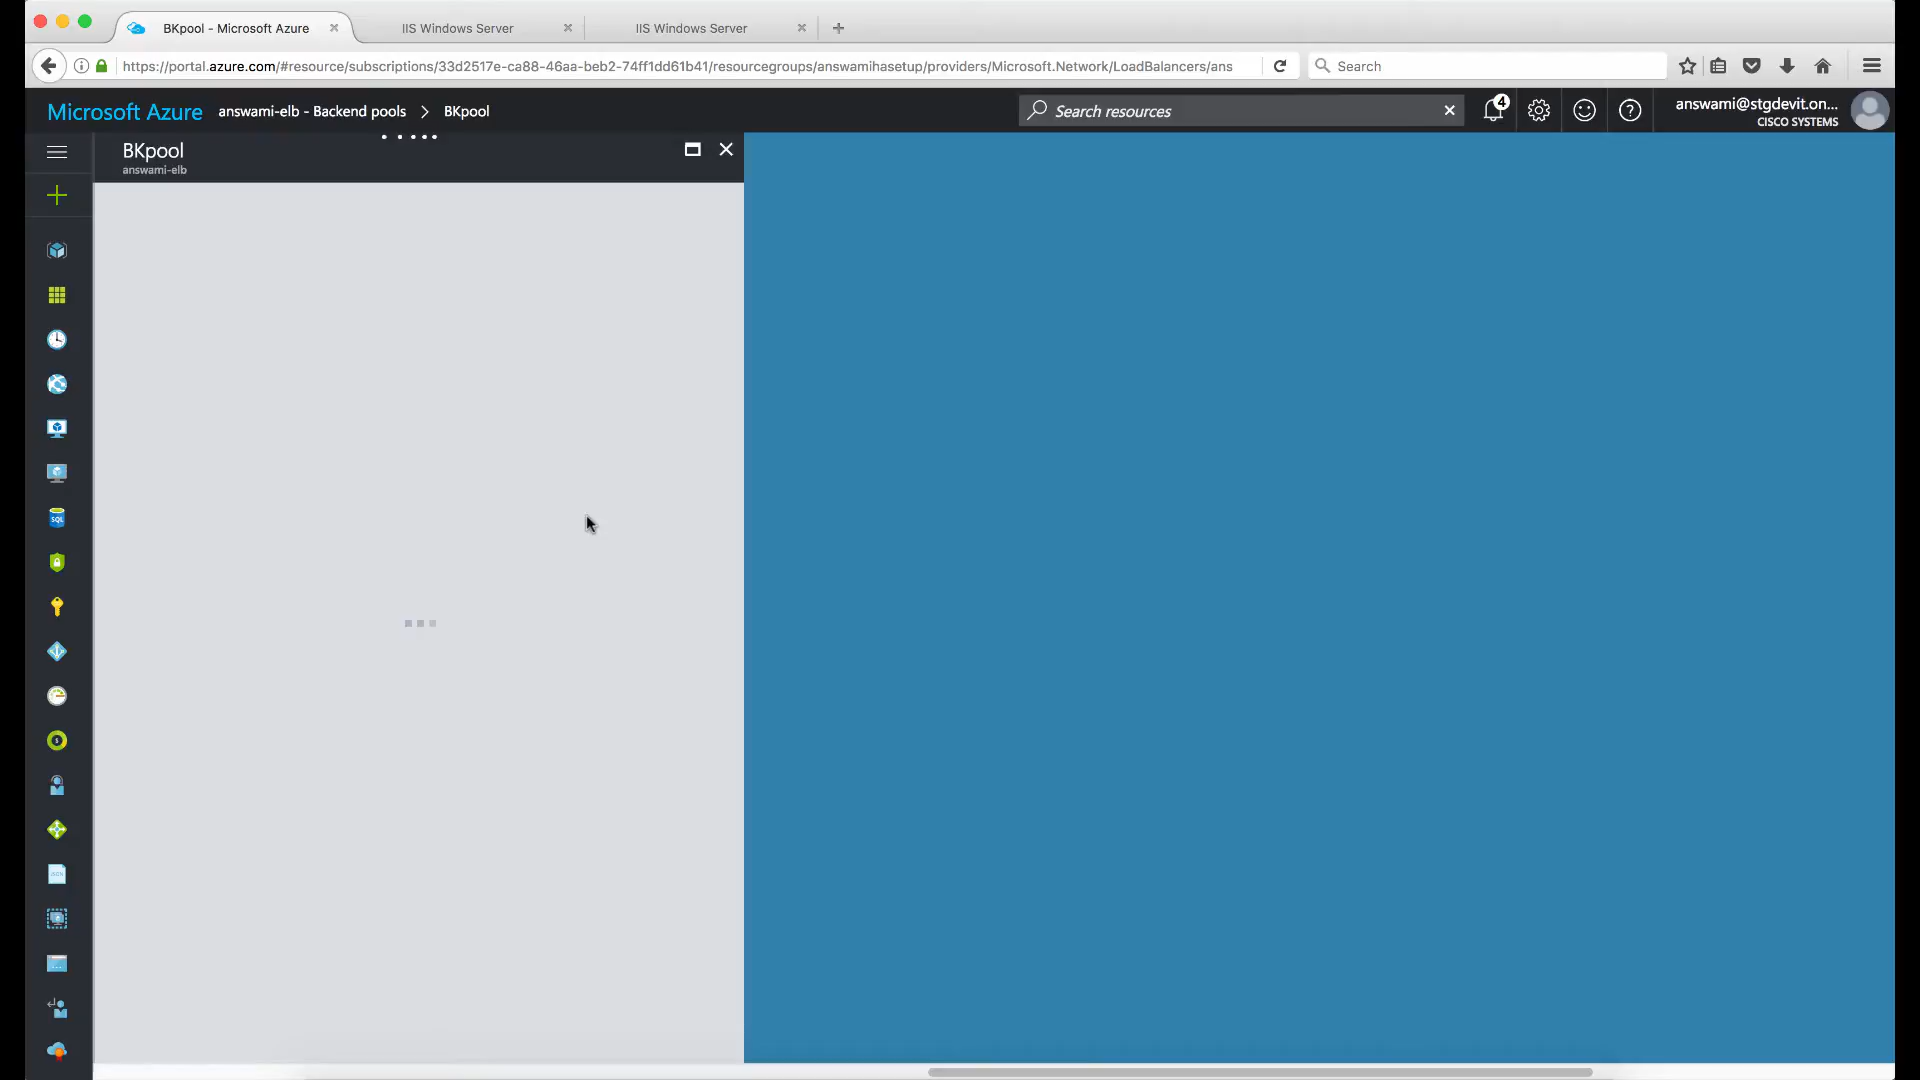 BKpool - Microsoft Azure
IIS Windows Server
IIS Windows Server
https://portal.azure.com/#resource/subscriptions/33d2517e-ca88-46aa-beb2-74ff1dd61b41/resourcegroups/answamihasetup/providers/Microsoft.Network/LoadBalancers/ans
Search
Microsoft Azure
answami-elb - Backend pools > BKpool
Search resources
4
answami@stgdevit.on...
CISCO SYSTEMS
BKpool
answami-elb
SQL